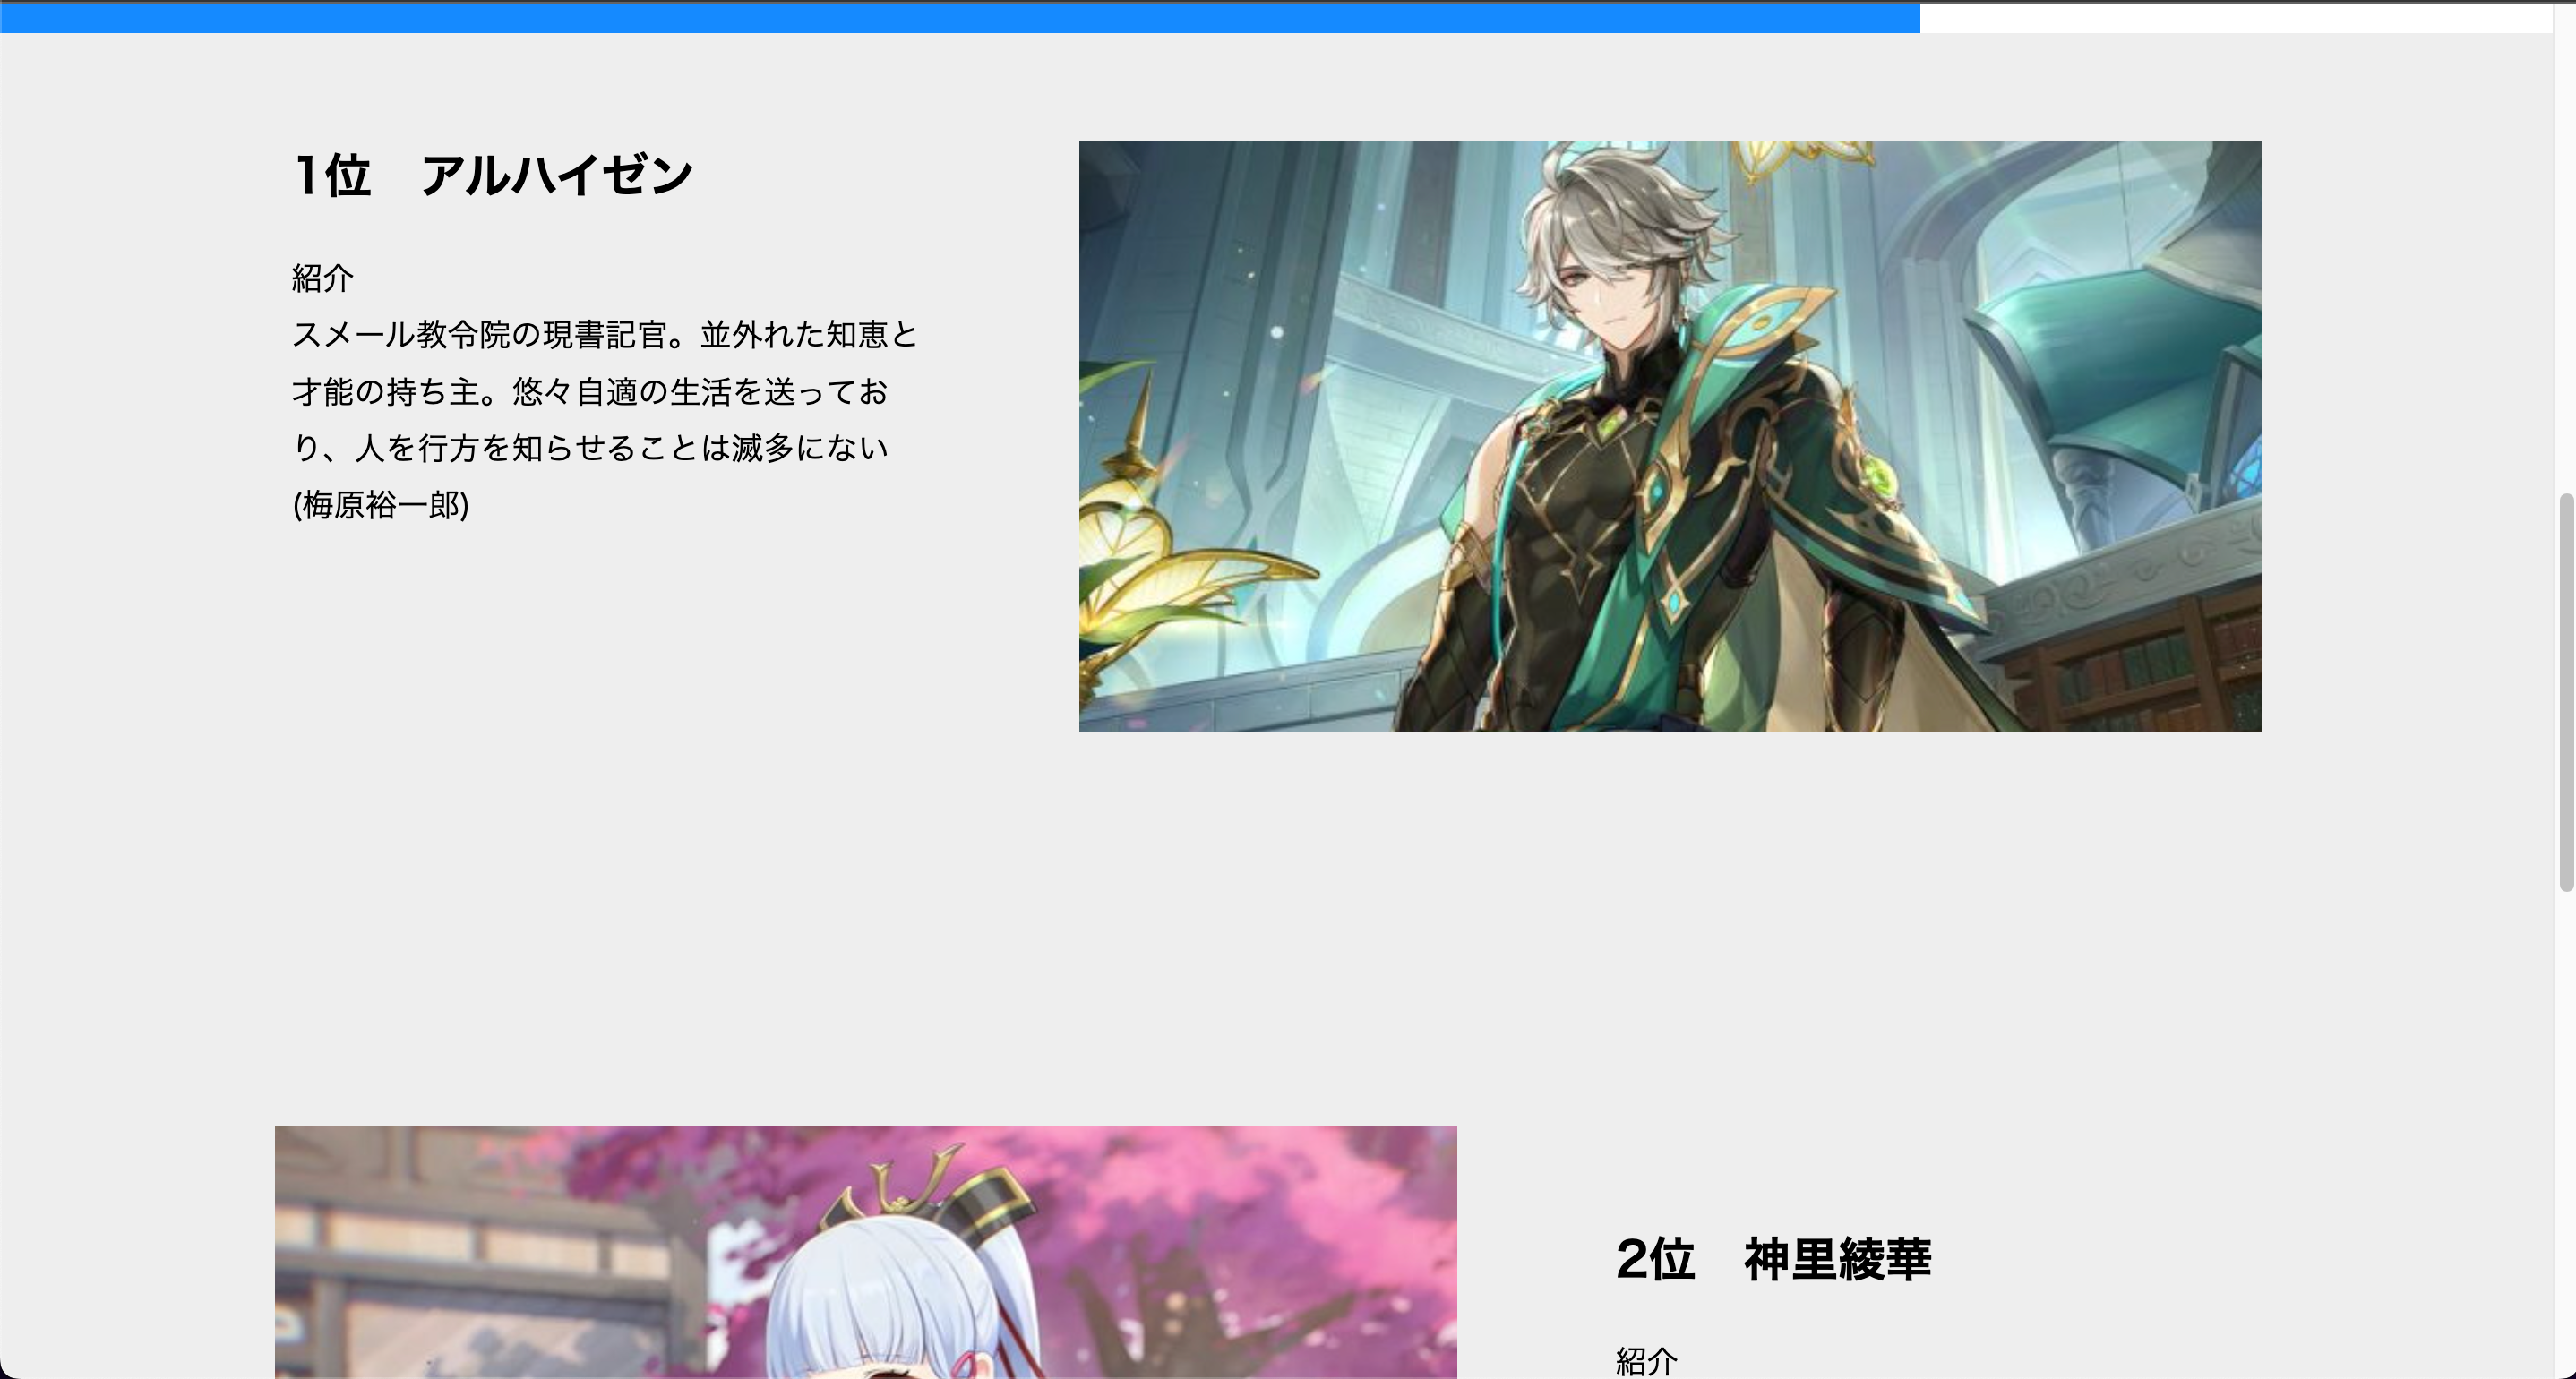 1位　アルハイゼン
紹介
スメール教令院の現書記官。並外れた知恵と
才能の持ち主。悠々自適の生活を送ってお
り、人を行方を知らせることは滅多にない
(梅原裕一郎)
2位　神里綾華
紹介